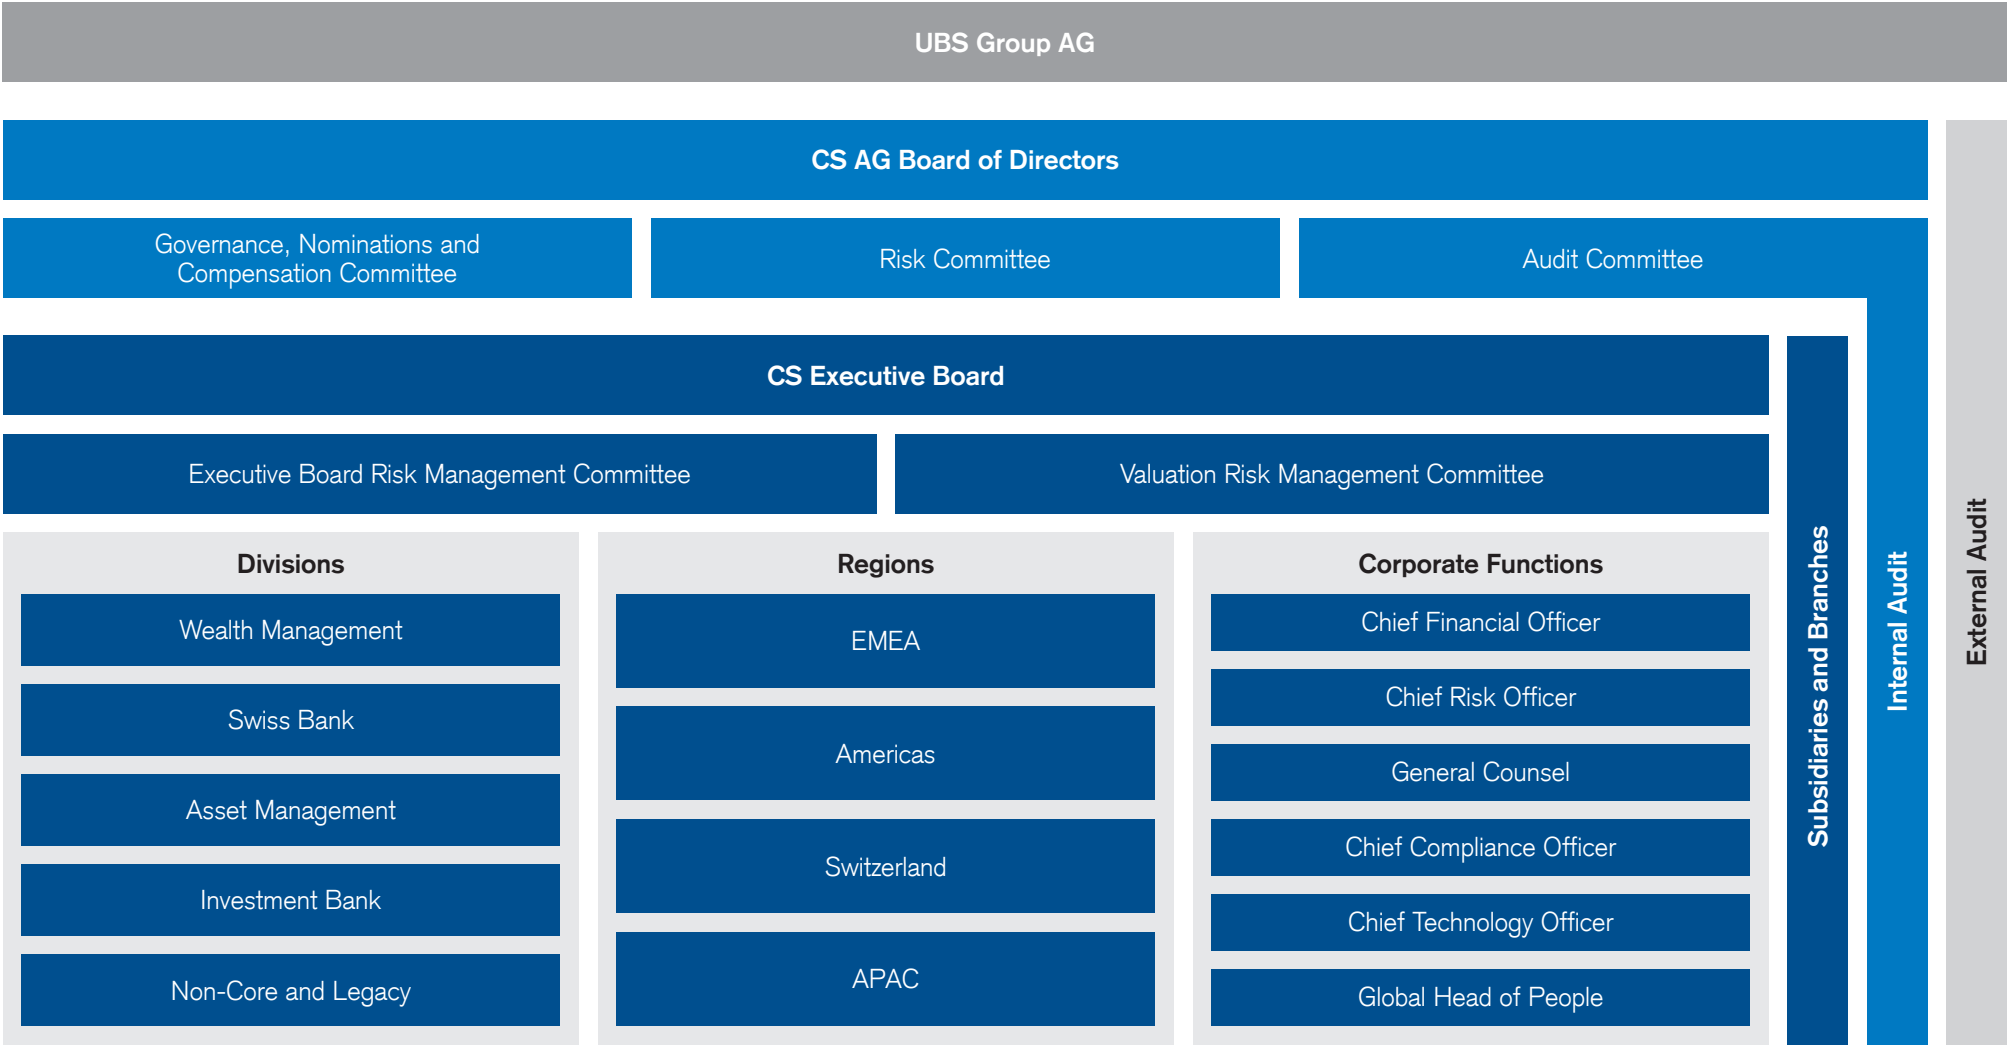 UBS Group AG
CS AG Board of Directors
Governance, Nominations and
Compensation Committee
Risk Committee
Audit Committee
CS Executive Board
Executive Board Risk Management Committee
Valuation Risk Management Committee
Divisions
Wealth Management
Swiss Bank
Asset Management
Investment Bank
Non-Core and Legacy
Regions
EMEA
Americas
Switzerland
APAC
Corporate Functions
Chief Financial Officer
Chief Risk Officer
General Counsel
Chief Compliance Officer
Chief Technology Officer
Global Head of People
Subsidiaries and Branches
Internal Audit
External Audit